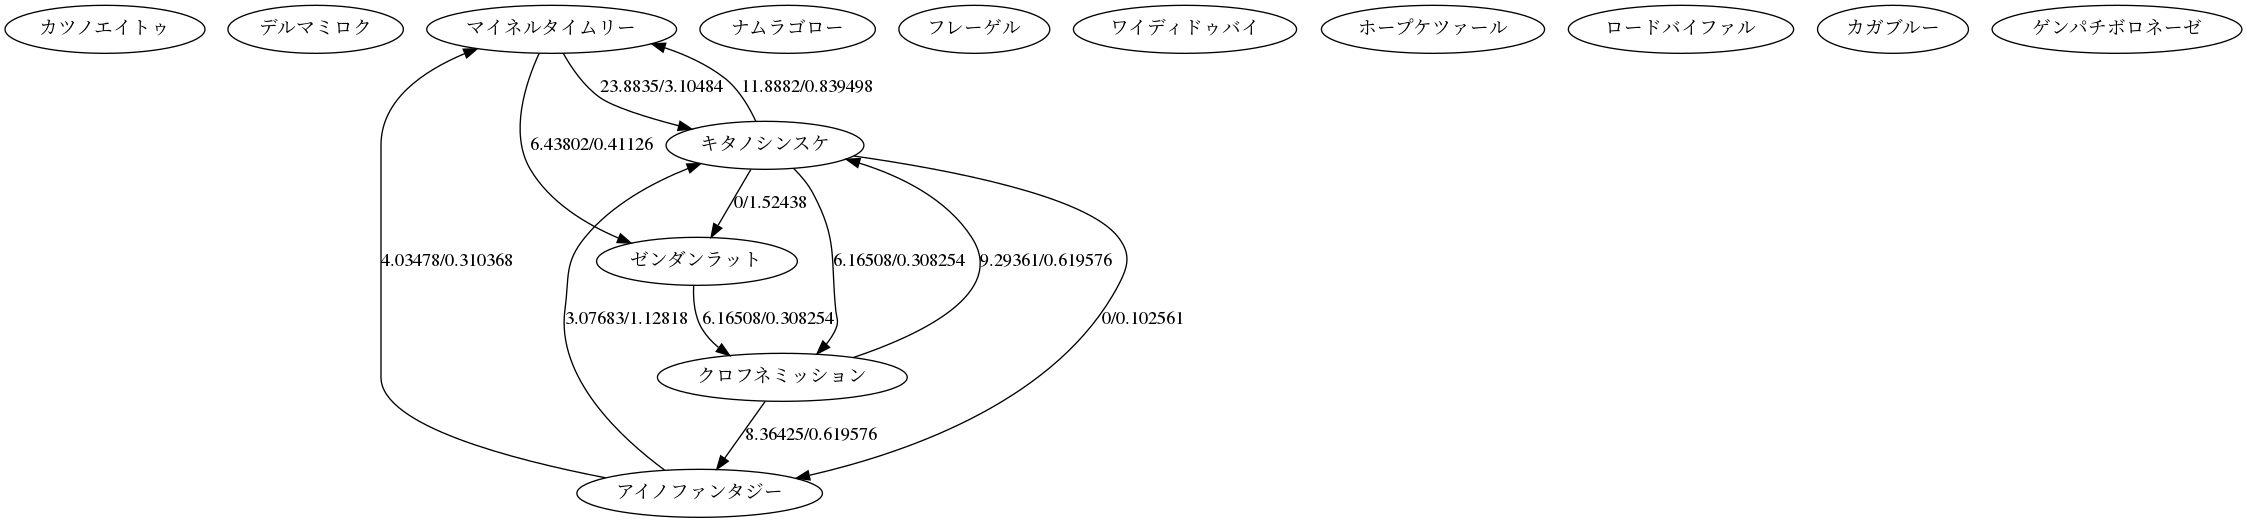 カツノエイトゥ
デルマミロク
マイネルタイムリー
ナムラゴロー
フレーゲル
ワイディドゥバイ
ホープケツァール
ロードバイファル
カガブルー
ゲンパチボロネーゼ
23.8835/3.10484
11.8882/0.839498
6.43802/0.41126
キタノシンスケ
0/1.52438
4.03478/0.310368
ゼンダンラット
6.16508/0.308254
9.29361/0.619576
3.07683/1.12818
6.16508/0.308254
0/0.102561
クロフネミッション
8.36425/0.619576
アイノファンタジー